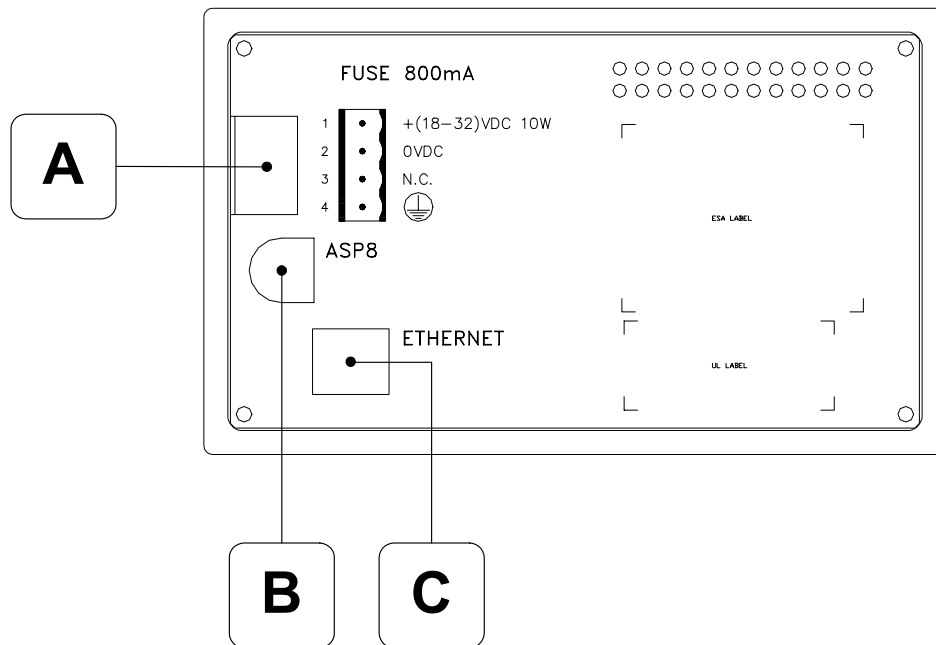 FUSE 800mA
1 +(18-32)VDC 10W
2 0VDC
3 N.C.
4
A
ESA LABEL
ASP8
ETHERNET
UL LABEL
B C